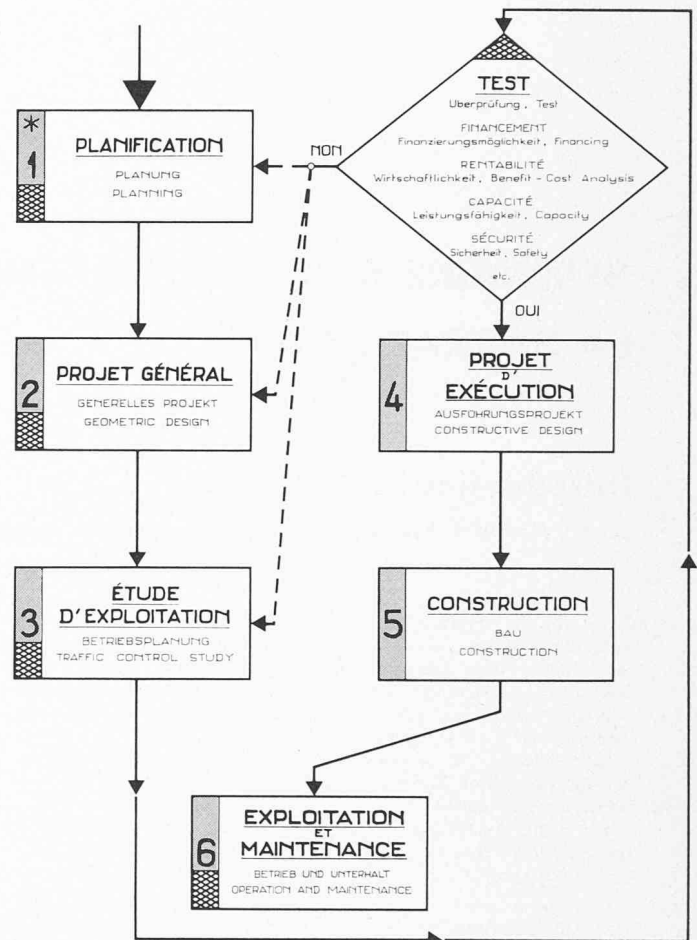 *
1
PLANIFICATION
PLANUNG
PLANNING
2
PROJET GÉNÉRAL
GENERELLES PROJEKT
GEOMETRIC DESIGN
3
ÉTUDE
D'EXPLOITATION
BETRIEBSPLANUNG
TRAFFIC CONTROL STUDY
NON
TEST
Uberprüfung, Test
FINANCEMENT
Finanzierungsmöglichkeit, Financing
RENTABILITÉ
Wirtschaftlichkeit, Benefit-Cost Analysis
CAPACITÉ
Leistungsfähigkeit, Capacity
SÉCURITÉ
Sicherheit, Safety
etc.
OUI
4
PROJET
D'
EXÉCUTION
AUSFÜHRUNGSPROJEKT
CONSTRUCTIVE DESIGN
5
CONSTRUCTION
BAU
CONSTRUCTION
6
EXPLOITATION
ET
MAINTENANCE
BETRIEB UND UNTERHALT
OPERATION AND MAINTENANCE